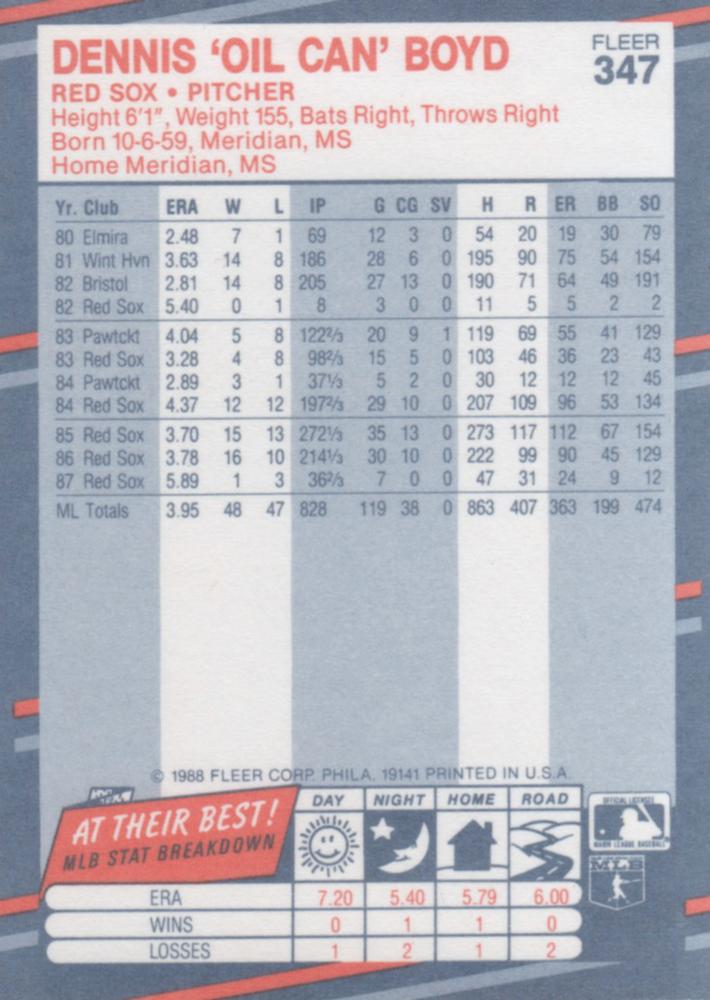 DENNIS 'OIL CAN' BOYD
FLEER
347
RED SOX • PITCHER
Height 6'1", Weight 155, Bats Right, Throws Right
Born 10-6-59, Meridian, MS
Home Meridian, MS
Yr. Club ERA W L IP G CG SV H R ER BB SO
80 Elmira 2.48 7 1 69 12 3 0 54 20 19 30 79
81 Wint Hvn 3.63 14 8 186 28 6 0 195 90 75 54 154
82 Bristol 2.81 14 8 205 27 13 0 190 71 64 49 191
82 Red Sox 5.40 0 1 8 3 0 0 11 5 5 2 2
83 Pawtckt 4.04 5 8 122⅔ 20 9 1 119 69 55 41 129
83 Red Sox 3.28 4 8 98⅔ 15 5 0 103 46 36 23 43
84 Pawtckt 2.89 3 1 37⅓ 5 2 0 30 12 12 12 45
84 Red Sox 4.37 12 12 197⅔ 29 10 0 207 109 96 53 134
85 Red Sox 3.70 15 13 272⅓ 35 13 0 273 117 112 67 154
86 Red Sox 3.78 16 10 214⅓ 30 10 0 222 99 90 45 129
87 Red Sox 5.89 1 3 36⅔ 7 0 0 47 31 24 9 12
ML Totals 3.95 48 47 828 119 38 0 863 407 363 199 474
© 1988 FLEER CORP. PHILA. 19141 PRINTED IN U.S.A.
AT THEIR BEST!
MLB STAT BREAKDOWN
DAY NIGHT HOME ROAD
ERA 7.20 5.40 5.79 6.00
WINS 0 1 1 0
LOSSES 1 2 1 2
OFFICIAL LICENSEE
MAJOR LEAGUE BASEBALL
MLB